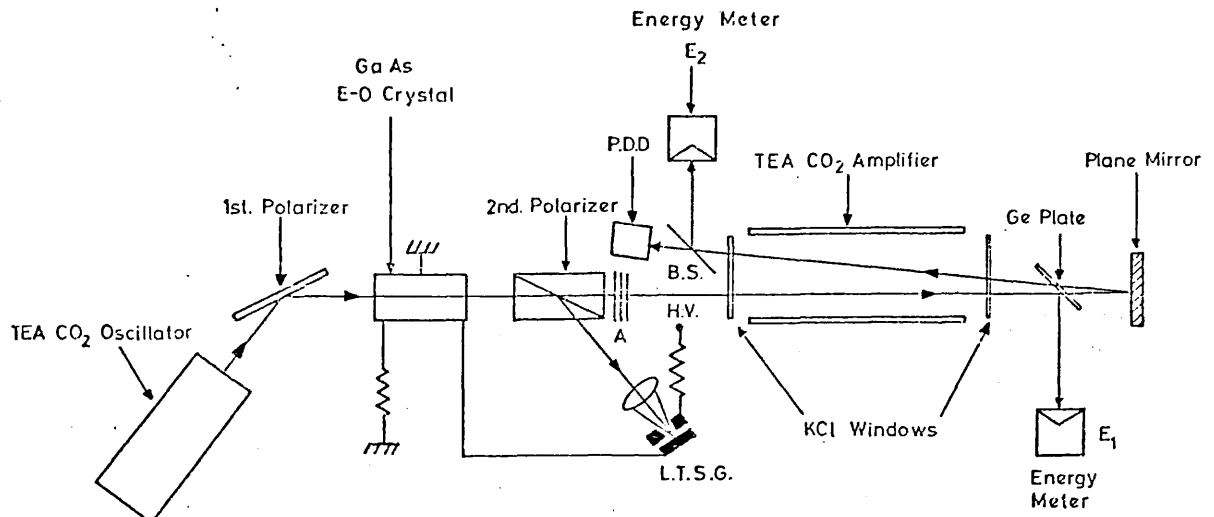 Energy Meter
E2
Ga As
E-O Crystal
P.D.D
TEA CO2 Amplifier
Plane Mirror
1st. Polarizer
2nd. Polarizer
Ge Plate
B.S.
H.V.
A
TEA CO2 Oscillator
KCl Windows
E1
L.T.S.G.
Energy
Meter